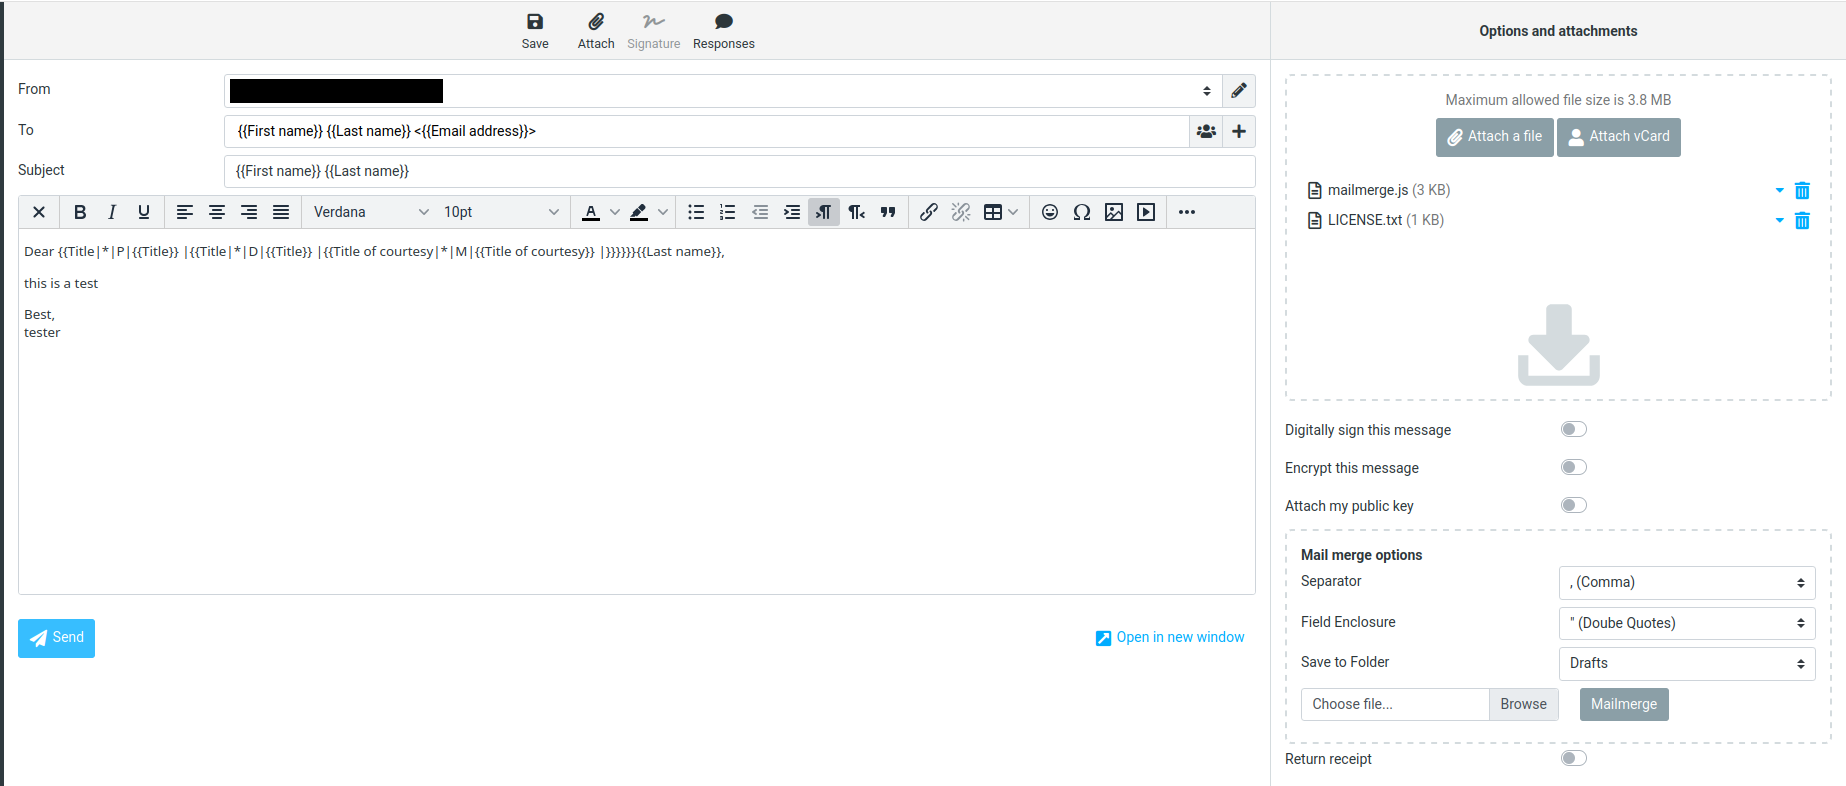 Save Attach Signature Responses
Options and attachments
From
To {{First name}} {{Last name}} <{{Email address}}>
Subject {{First name}} {{Last name}}
B I U Verdana 10pt A
Dear {{Title|*|P|{{Title}} |{{Title|*|D|{{Title}} |{{Title of courtesy|*|M|{{Title of courtesy}} |}}}}}}{{Last name}},
this is a test
Best,
tester
Send
Open in new window
Maximum allowed file size is 3.8 MB
Attach a file Attach vCard
mailmerge.js (3 KB)
LICENSE.txt (1 KB)
Digitally sign this message
Encrypt this message
Attach my public key
Mail merge options
Separator , (Comma)
Field Enclosure " (Doube Quotes)
Save to Folder Drafts
Choose file... Browse Mailmerge
Return receipt